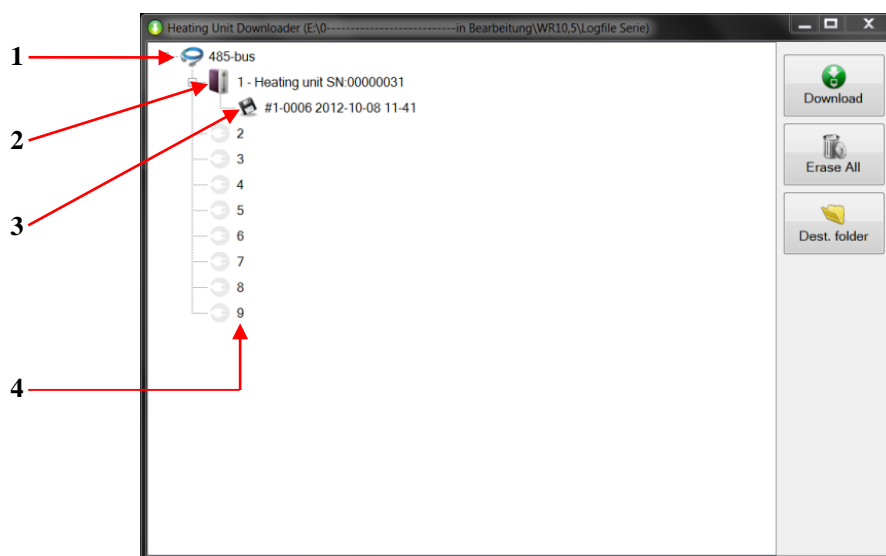 Heating Unit Downloader (E:\0---------------------------in Bearbeitung\WR10,5\Logfile Serie)
1
485-bus
1 - Heating unit SN:00000031
Download
#1-0006 2012-10-08 11-41
2
2
3
Erase All
4
3
5
6
Dest. folder
7
8
9
4